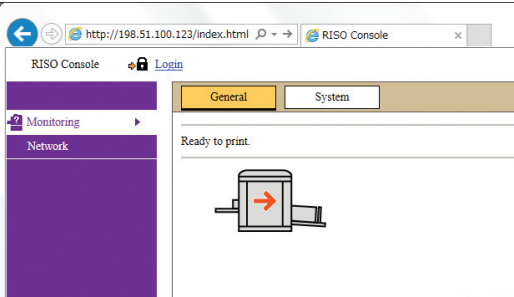 http://198.51.100.123/index.html
RISO Console
RISO Console
Login
General
System
Monitoring
Network
Ready to print.